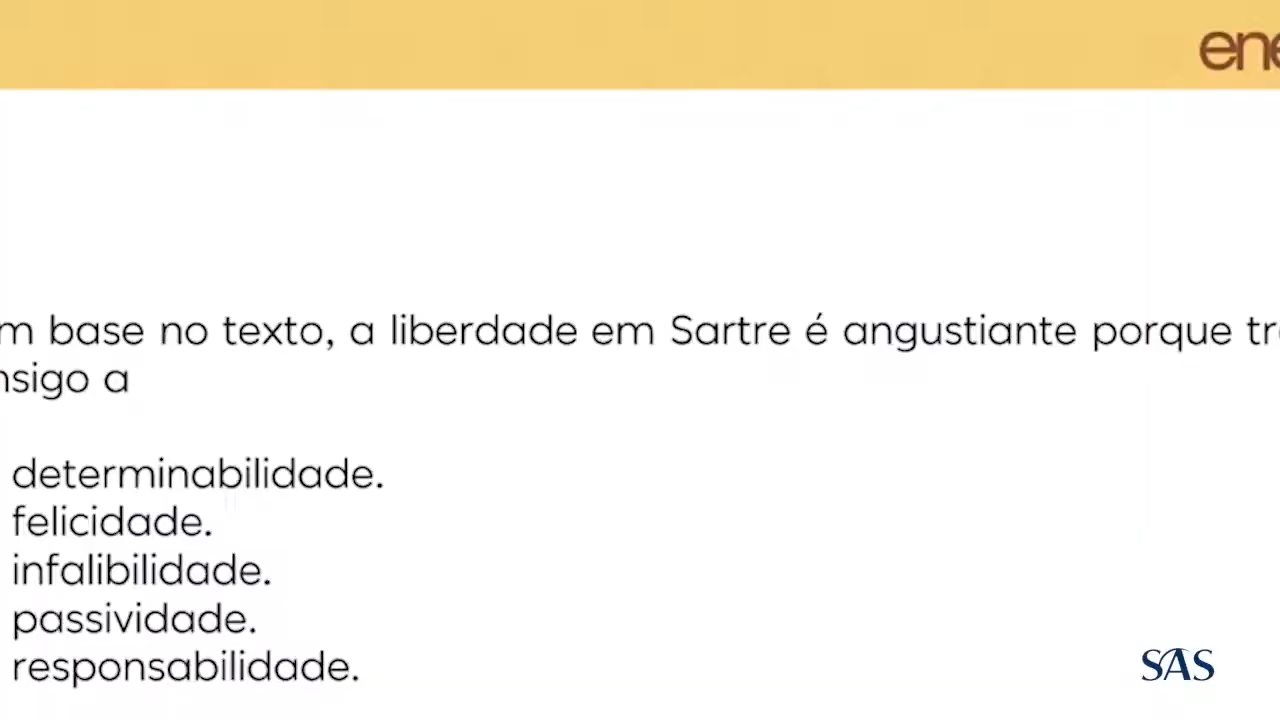 ene
m base no texto, a liberdade em Sartre é angustiante porque tr
nsigo a
determinabilidade.
felicidade.
infalibilidade.
passividade.
responsabilidade.
SAS